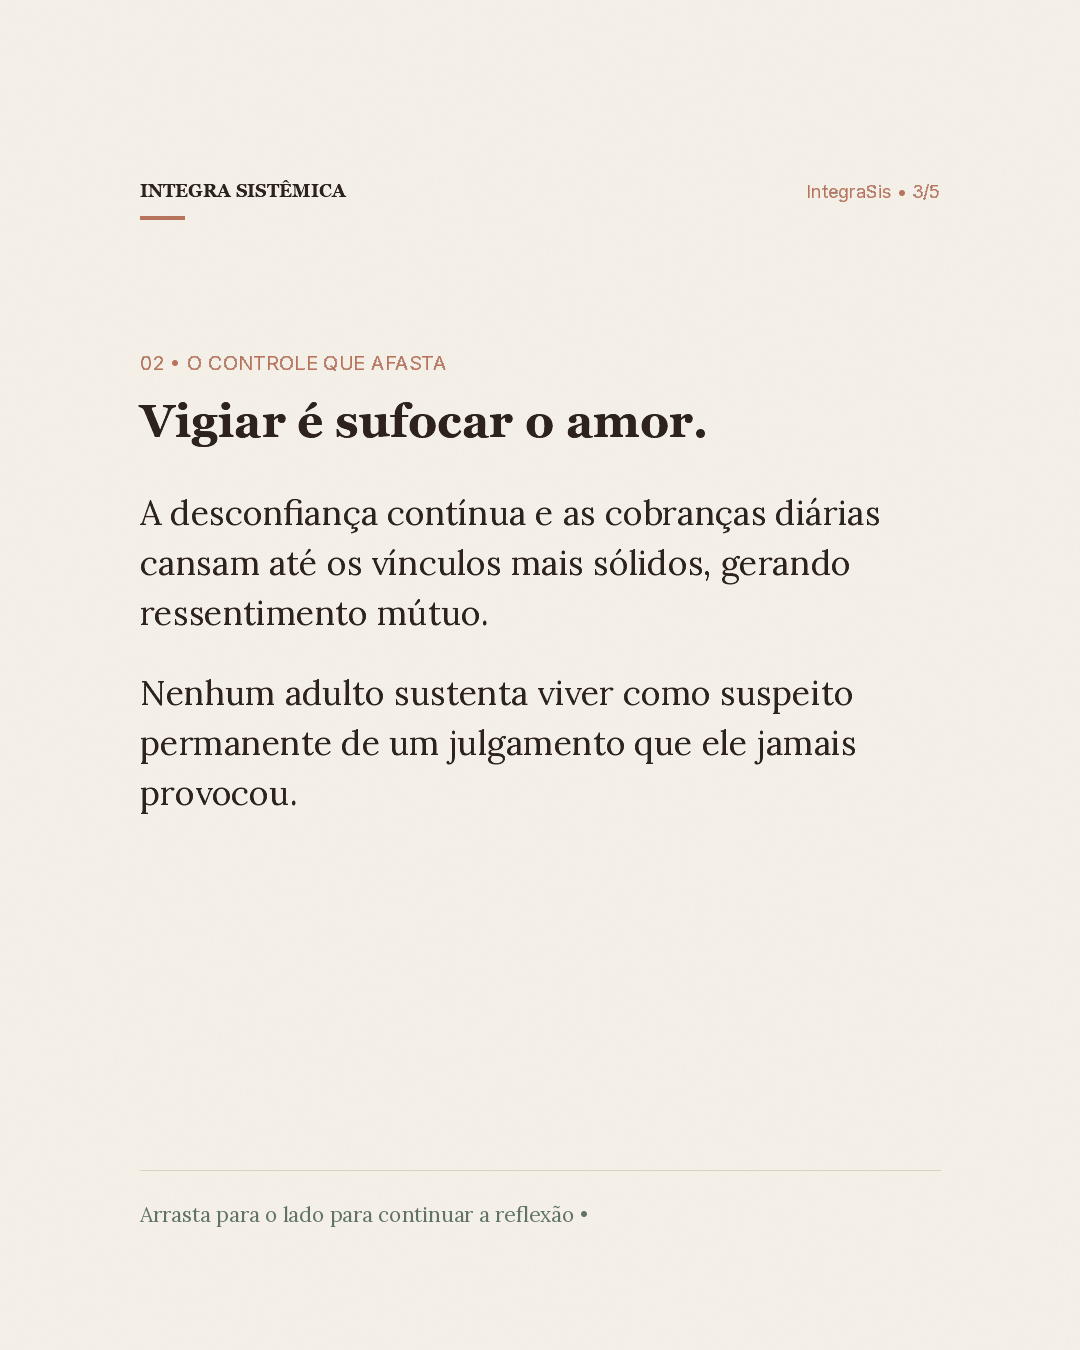 INTEGRA SISTÊMICA
IntegraSis • 3/5
02 • O CONTROLE QUE AFASTA
Vigiar é sufocar o amor.
A desconfiança contínua e as cobranças diárias
cansam até os vínculos mais sólidos, gerando
ressentimento mútuo.
Nenhum adulto sustenta viver como suspeito
permanente de um julgamento que ele jamais
provocou.
Arrasta para o lado para continuar a reflexão •